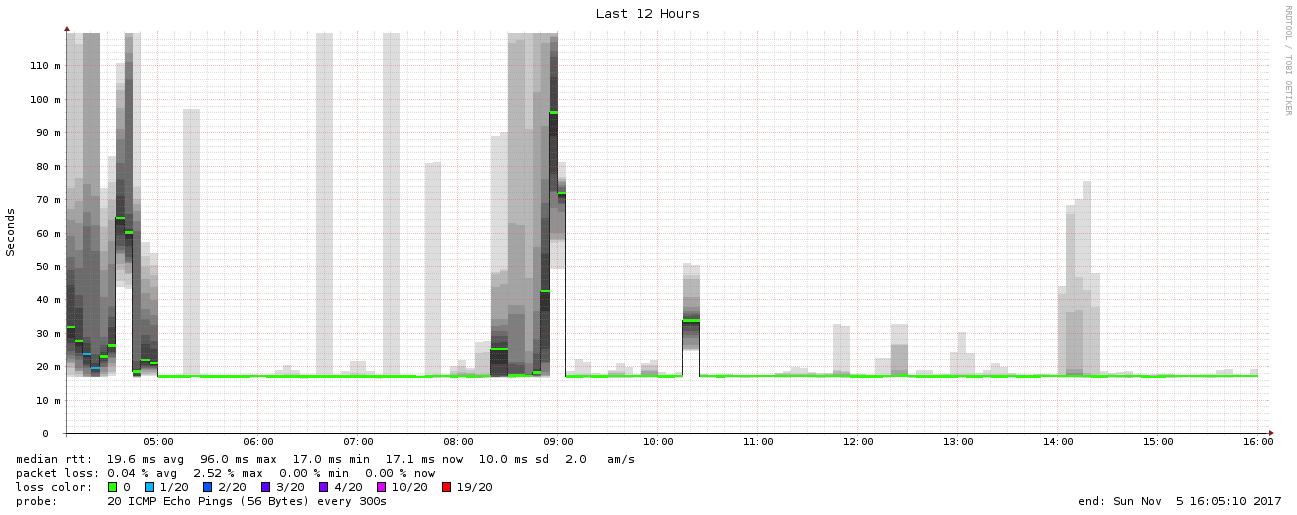 Last 12 Hours
RRDTOOL / TOBI OETIKER
Seconds
110 m
100 m
90 m
80 m
70 m
60 m
50 m
40 m
30 m
20 m
10 m
0
05:00 06:00 07:00 08:00 09:00 10:00 11:00 12:00 13:00 14:00 15:00 16:00
median rtt: 19.6 ms avg 96.0 ms max 17.0 ms min 17.1 ms now 10.0 ms sd 2.0 am/s
packet loss: 0.04 % avg 2.52 % max 0.00 % min 0.00 % now
loss color: 0 1/20 2/20 3/20 4/20 10/20 19/20
probe: 20 ICMP Echo Pings (56 Bytes) every 300s end: Sun Nov 5 16:05:10 2017